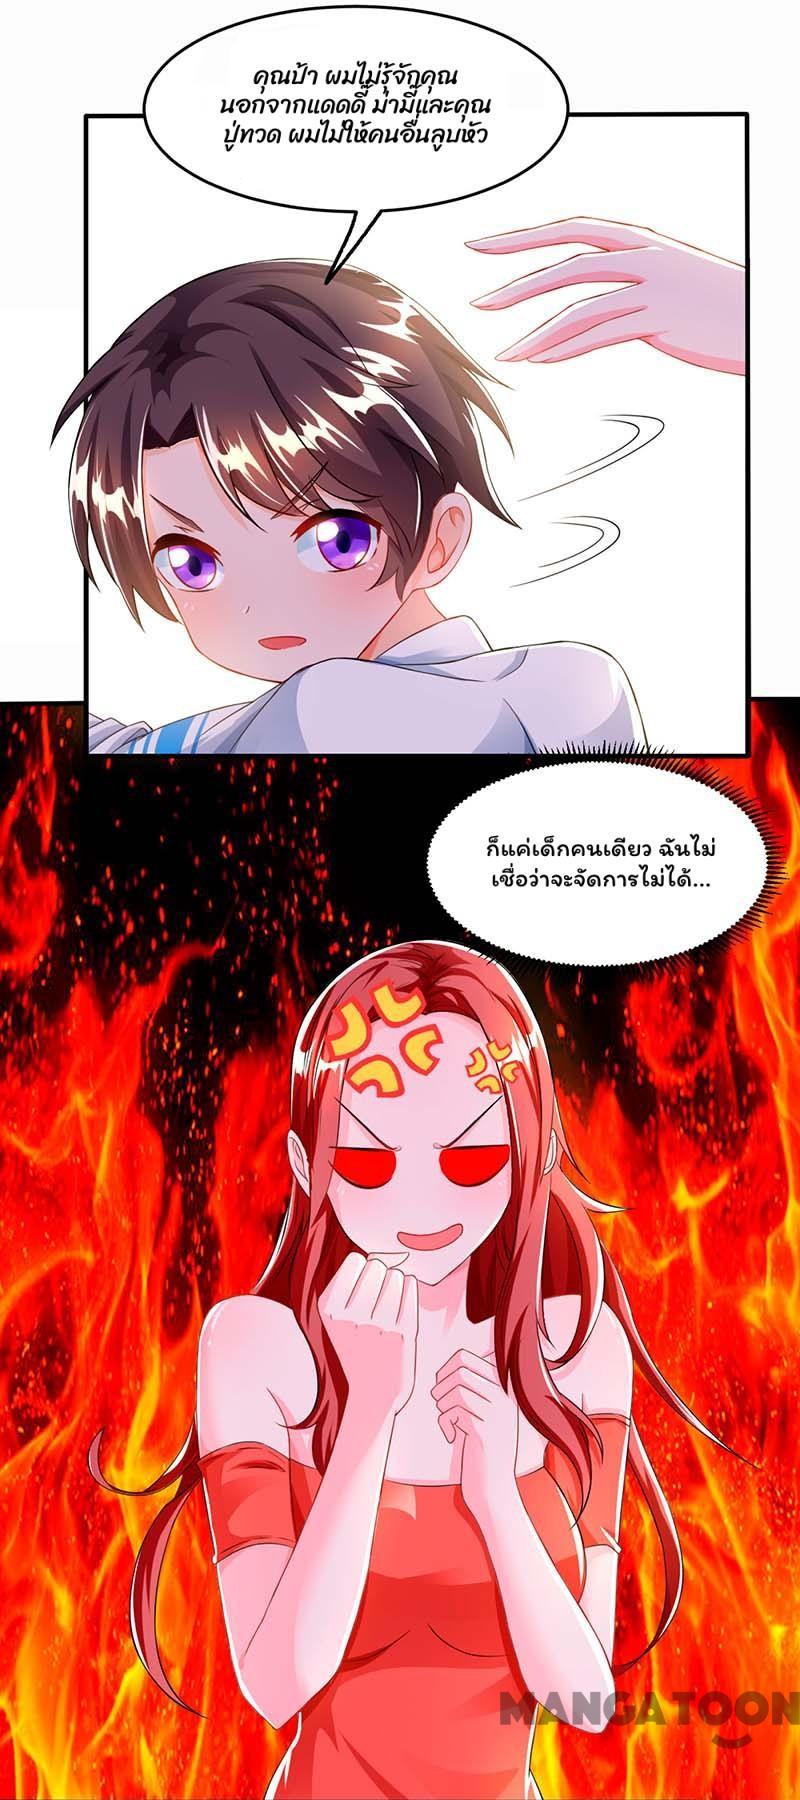 คุณป้า ผมไม่รู้จักคุณ
นอกจากแดดดี๊ ม่ามี๊และคุณ
ปู่ทวด ผมไม่ให้คนอื่นลูบหัว
ก็แค่เด็กคนเดียว ฉันไม่
เชื่อว่าจะจัดการไม่ได้...
MANGATOON